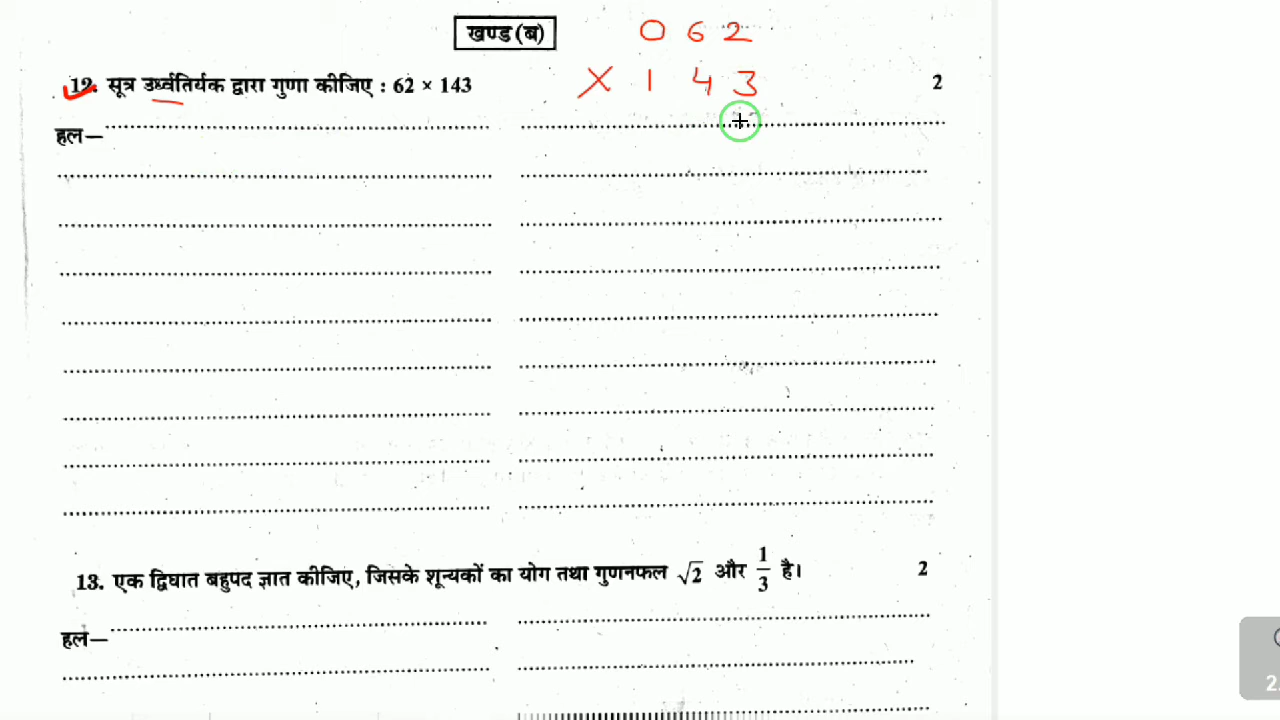 खण्ड (ब)
0 6 2
12. सूत्र उर्ध्वतिर्यक द्वारा गुणा कीजिए : 62 × 143
× 1 4 3
2
हल—
13. एक द्विघात बहुपद ज्ञात कीजिए, जिसके शून्यकों का योग तथा गुणनफल √2 और 1/3 है। 2
हल—